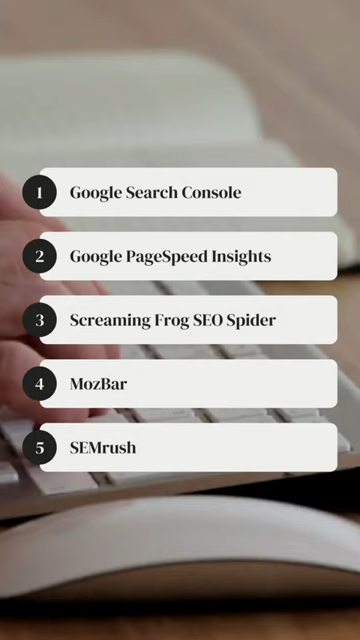 1 Google Search Console
2 Google PageSpeed Insights
3 Screaming Frog SEO Spider
4 MozBar
5 SEMrush